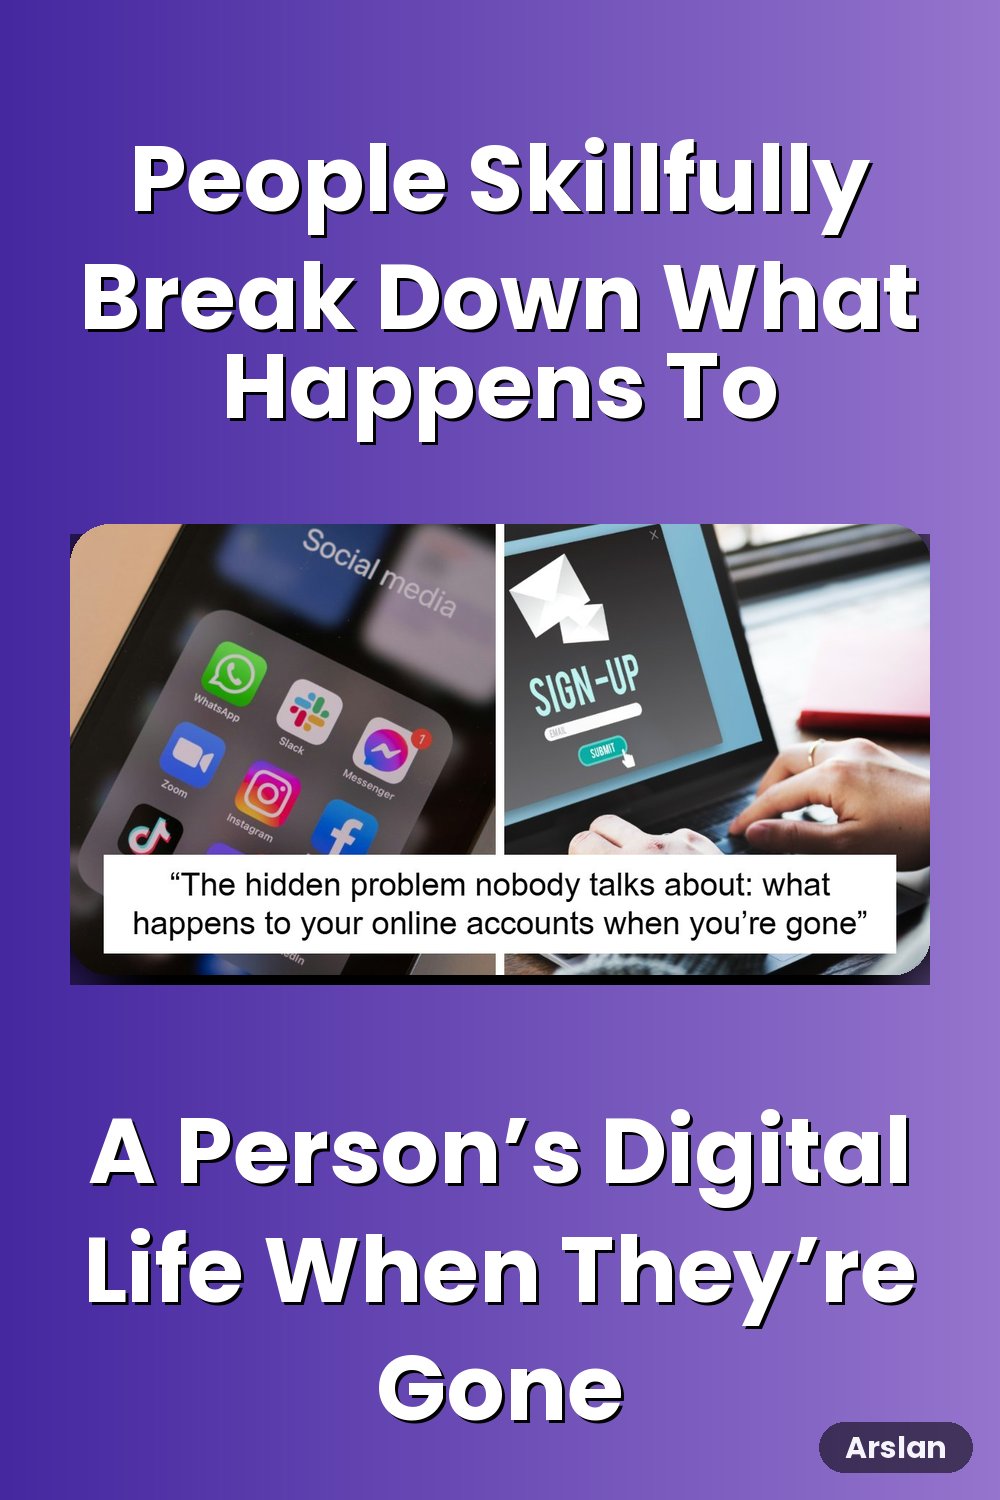 People Skillfully
Break Down What
Happens To
Social media
WhatsApp
Slack
Messenger
1
Zoom
Instagram
SIGN-UP
EMAIL
SUBMIT
“The hidden problem nobody talks about: what
happens to your online accounts when you’re gone”
A Person’s Digital
Life When They’re
Gone
Arslan